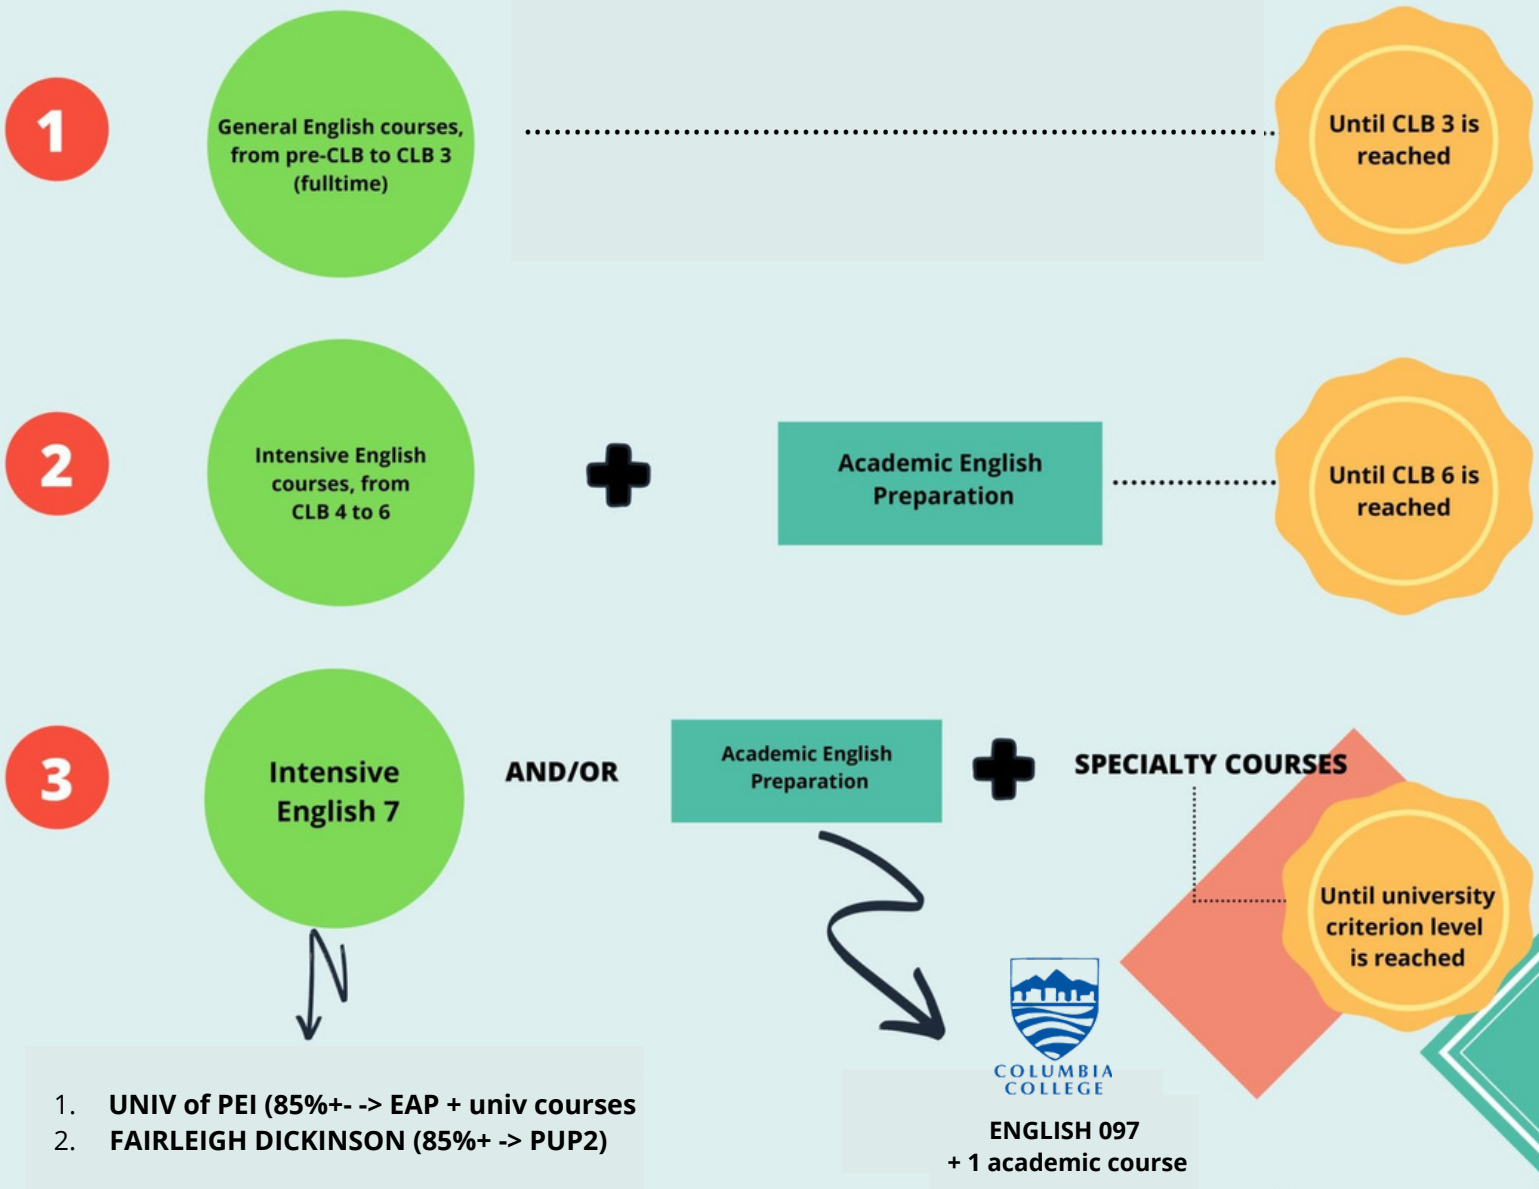 1
General English courses,
from pre-CLB to CLB 3
(fulltime)
Until CLB 3 is
reached
2
Intensive English
courses, from
CLB 4 to 6
Academic English
Preparation
Until CLB 6 is
reached
3
Intensive
English 7
AND/OR
Academic English
Preparation
SPECIALTY COURSES
Until university
criterion level
is reached
COLUMBIA
COLLEGE
1. UNIV of PEI (85%+- -> EAP + univ courses
2. FAIRLEIGH DICKINSON (85%+ -> PUP2)
ENGLISH 097
+ 1 academic course